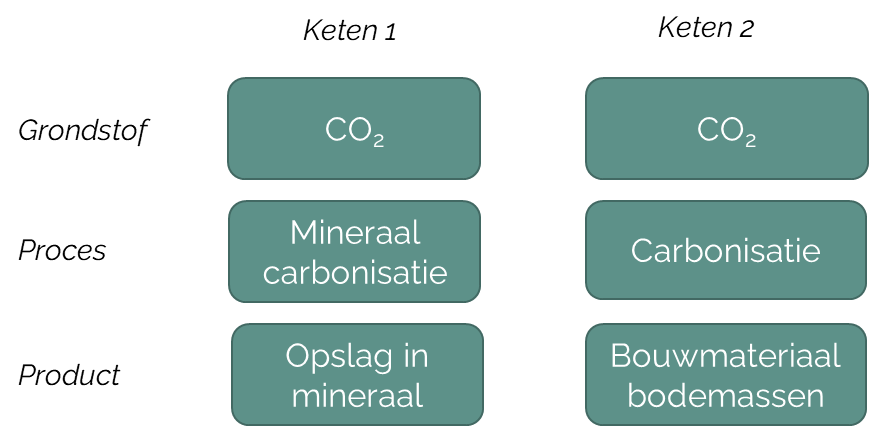 Keten 1
Keten 2
Grondstof
CO₂
CO₂
Proces
Mineraal
carbonisatie
Carbonisatie
Product
Opslag in
mineraal
Bouwmateriaal
bodemassen